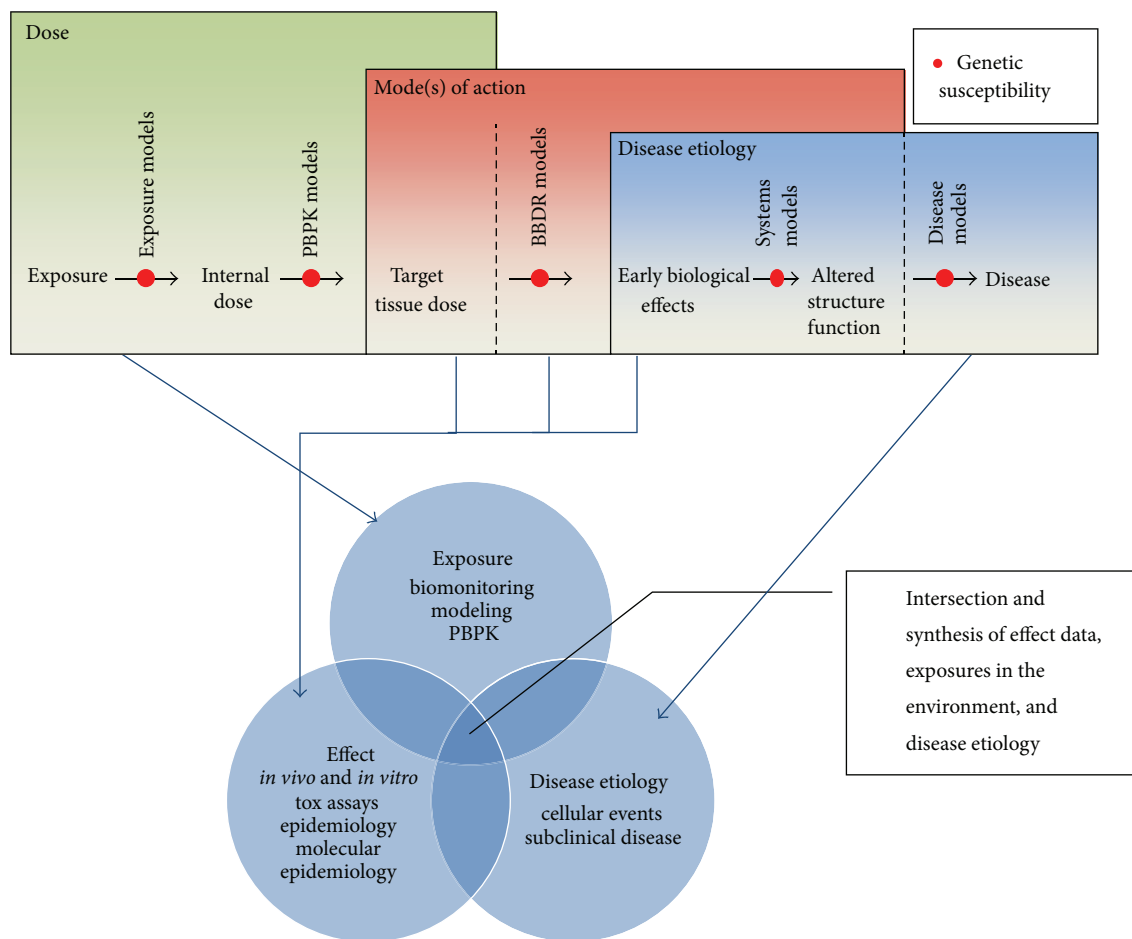 Dose
Mode(s) of action
Disease etiology
Genetic
susceptibility
Exposure models
PBPK models
BBDR models
Systems
models
Disease
models
Exposure
Internal
dose
Target
tissue dose
Early biological
effects
Altered
structure
function
Disease
Exposure
biomonitoring
modeling
PBPK
Effect
in vivo and in vitro
tox assays
epidemiology
molecular
epidemiology
Disease etiology
cellular events
subclinical disease
Intersection and
synthesis of effect data,
exposures in the
environment, and
disease etiology